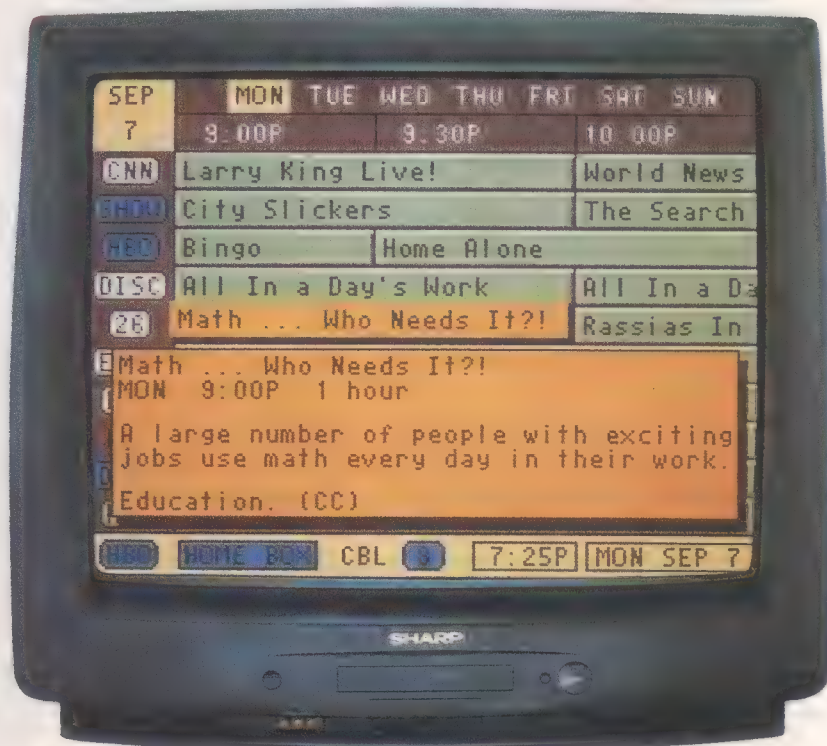 SEP MON TUE WED THU FRI SAT SUN
7 9:00P 9:30P 10:00P
CNN Larry King Live! World News
SHOW City Slickers The Search
HBO Bingo Home Alone
DISC All In a Day's Work All In a Da
26 Math ... Who Needs It?! Rassias In
E
Math ... Who Needs It?!
MON 9:00P 1 hour
A large number of people with exciting
jobs use math every day in their work.
D
Education. (CC)
HBO HOME BOX CBL 8 7:25P MON SEP 7
SHARP